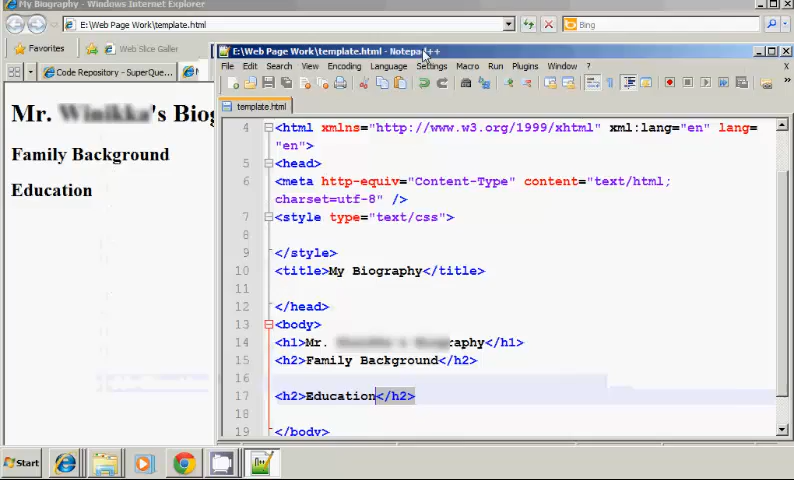 My Biography - Windows Internet Explorer
E:\Web Page Work\template.html
Bing
Favorites
Web Slice Galler
Code Repository - SuperQue...
Mr. 's Biog
Family Background
Education
E:\Web Page Work\template.html - Notepad++
File Edit Search View Encoding Language Settings Macro Run Plugins Window ? X
template.html
4 <html xmlns="http://www.w3.org/1999/xhtml" xml:lang="en" lang=
"en">
5 <head>
6 <meta http-equiv="Content-Type" content="text/html;
charset=utf-8" />
7 <style type="text/css">
8
9 </style>
10 <title>My Biography</title>
11
12 </head>
13 <body>
14 <h1>Mr. raphy</h1>
15 <h2>Family Background</h2>
16
17 <h2>Education</h2>
18
19 </body>
Start